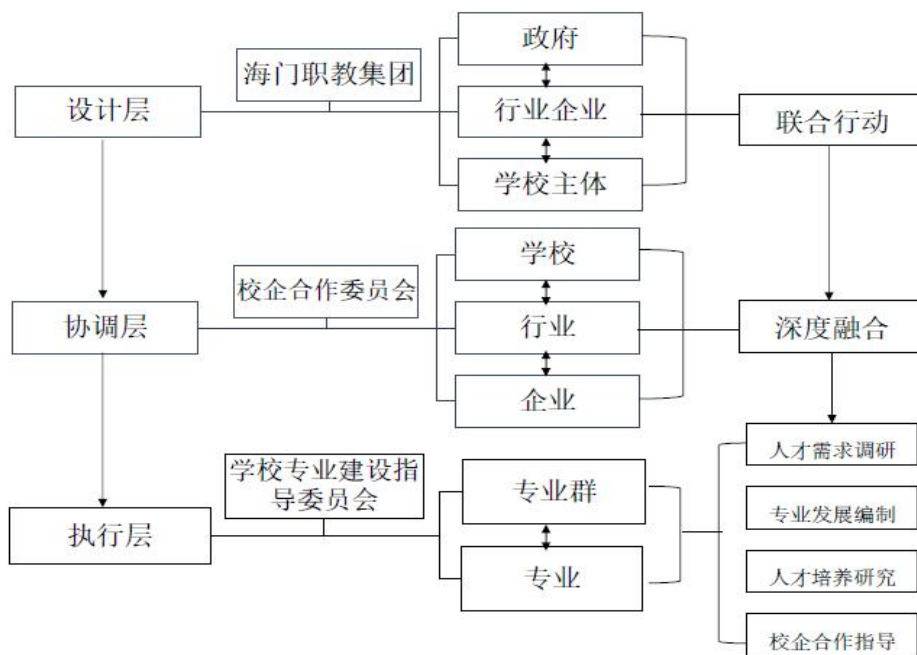 政府
海门职教集团
设计层
行业企业
联合行动
学校主体
学校
校企合作委员会
协调层
行业
深度融合
企业
人才需求调研
学校专业建设指
导委员会
专业群
专业发展编制
执行层
专业
人才培养研究
校企合作指导